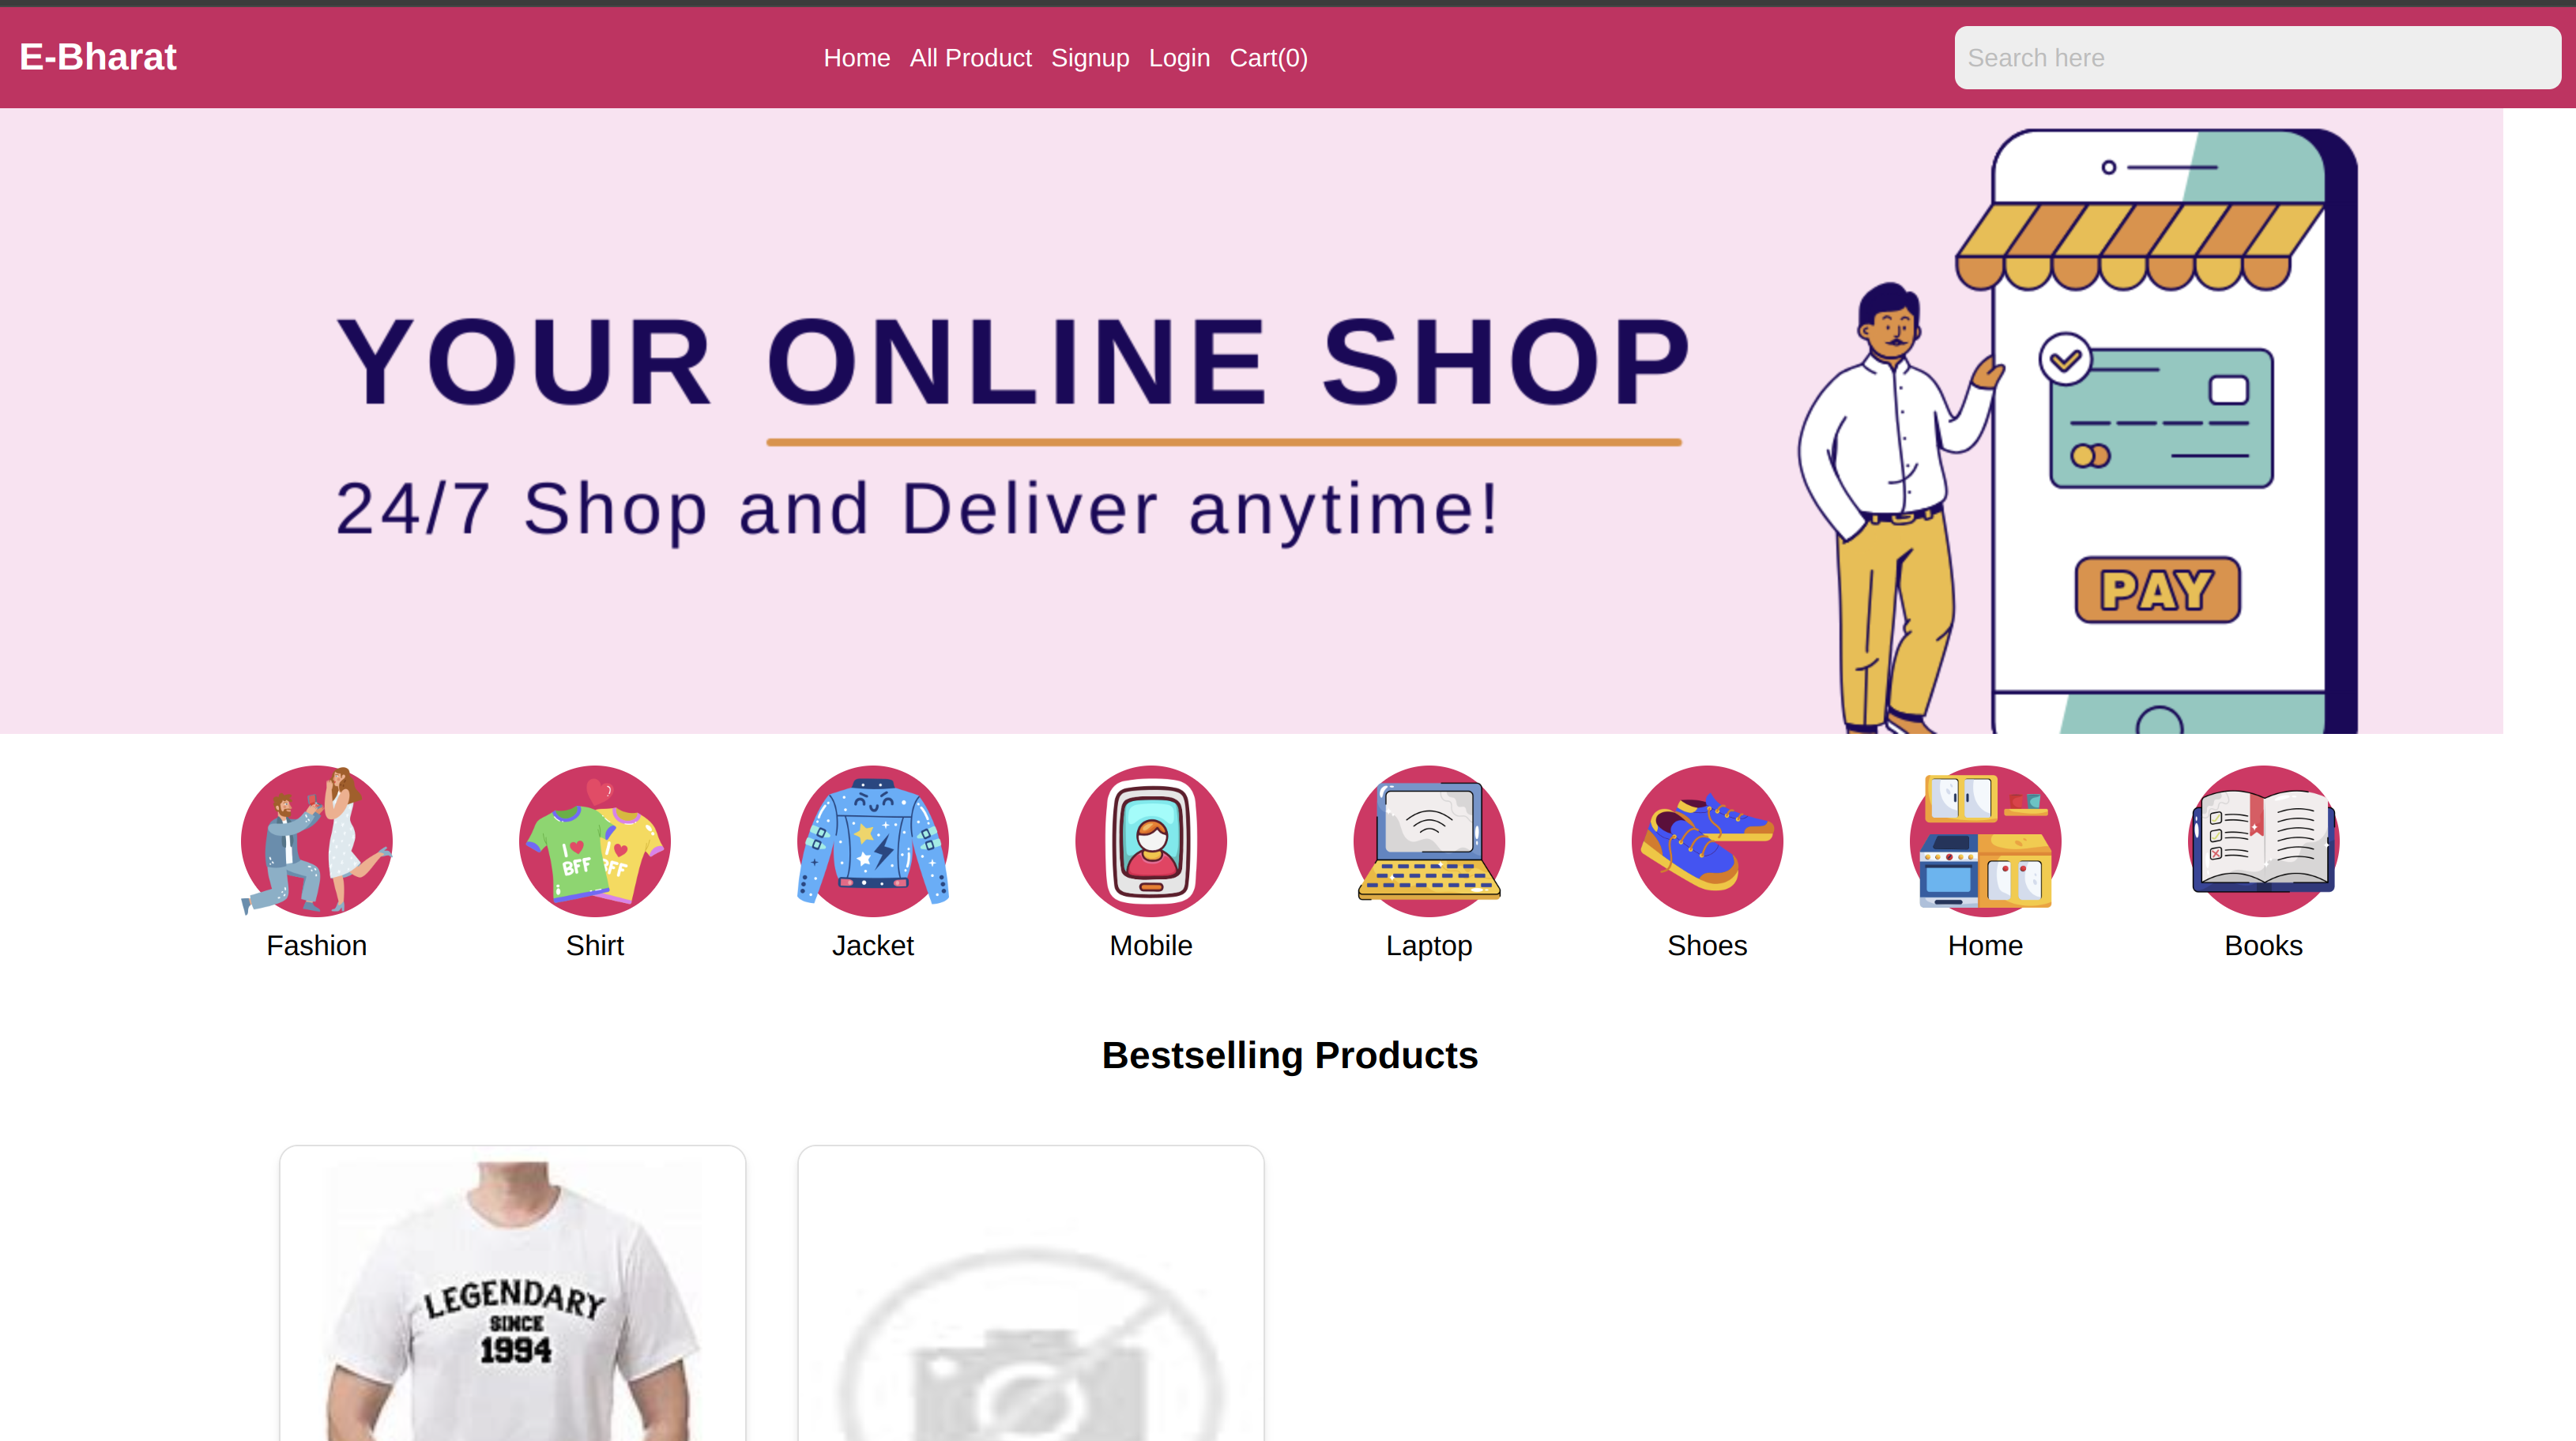 E-Bharat
Home All Product Signup Login Cart(0)
Search here
YOUR ONLINE SHOP
24/7 Shop and Deliver anytime!
PAY
I BFF
I BFF
Fashion
Shirt
Jacket
Mobile
Laptop
Shoes
Home
Books
Bestselling Products
LEGENDARY
SINCE
1994